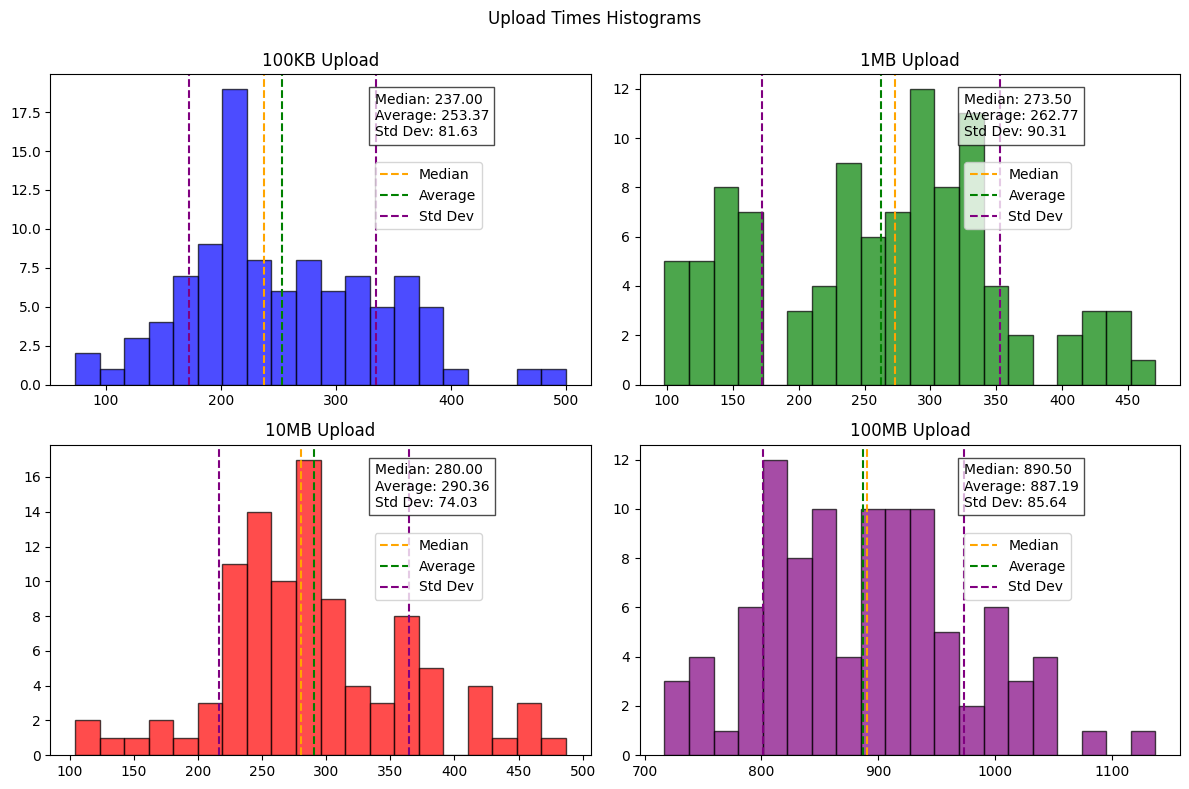 Upload Times Histograms
100KB Upload
17.5
15.0
12.5
10.0
7.5
5.0
2.5
0.0
Median: 237.00
Average: 253.37
Std Dev: 81.63
Median
Average
Std Dev
100 200 300 400 500
1MB Upload
12
10
8
6
4
2
0
Median: 273.50
Average: 262.77
Std Dev: 90.31
Median
Average
Std Dev
100 150 200 250 300 350 400 450
10MB Upload
16
14
12
10
8
6
4
2
0
Median: 280.00
Average: 290.36
Std Dev: 74.03
Median
Average
Std Dev
100 150 200 250 300 350 400 450 500
100MB Upload
12
10
8
6
4
2
0
Median: 890.50
Average: 887.19
Std Dev: 85.64
Median
Average
Std Dev
700 800 900 1000 1100